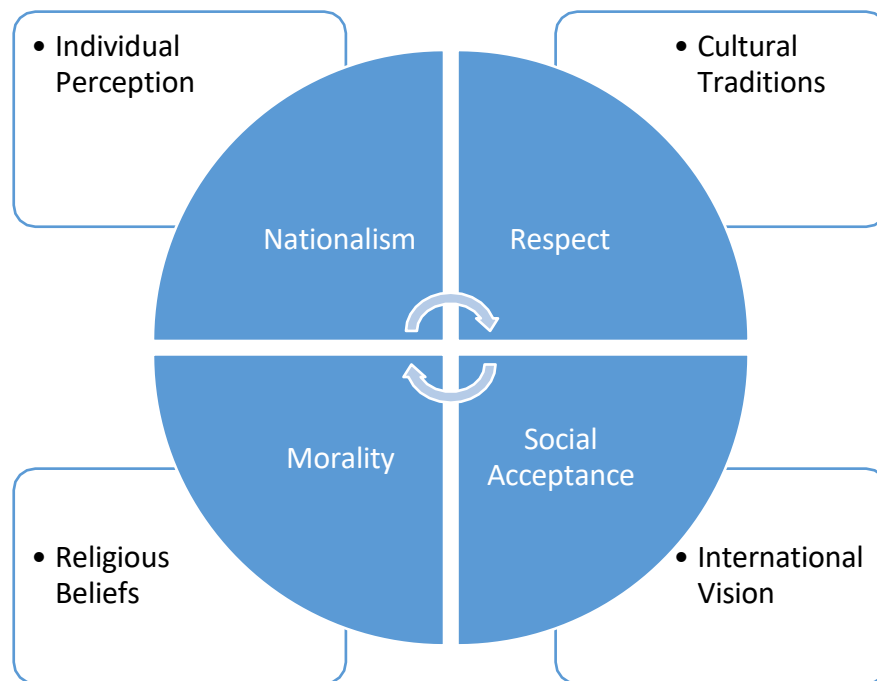 • Individual
Perception
• Cultural
Traditions
Nationalism
Respect
Morality
Social
Acceptance
• Religious
Beliefs
• International
Vision